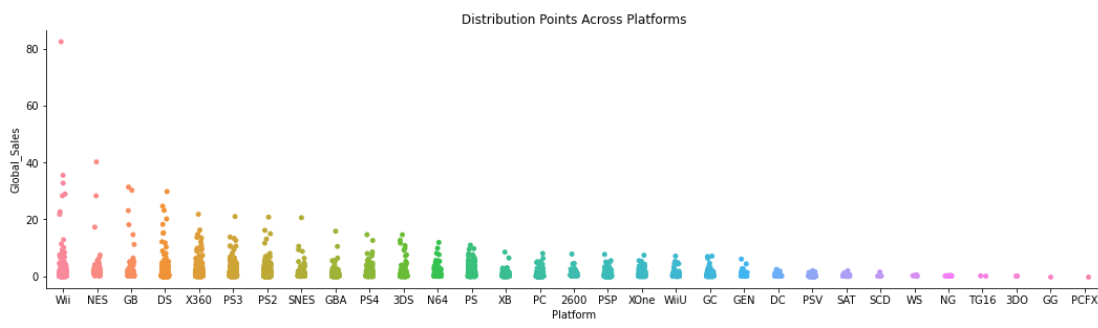 Distribution Points Across Platforms
80
60
40
20
0
Global_Sales
Wii NES GB DS X360 PS3 PS2 SNES GBA PS4 3DS N64 PS XB PC 2600 PSP XOne WiiU GC GEN DC PSV SAT SCD WS NG TG16 3DO GG PCFX
Platform